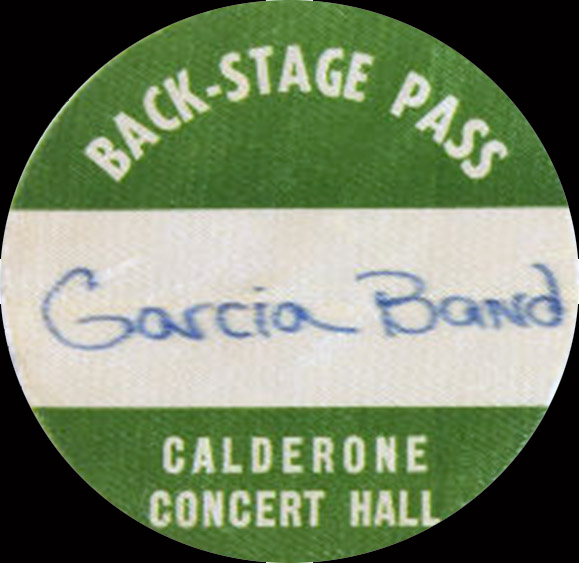 BACK-STAGE PASS
Garcia Band
CALDERONE
CONCERT HALL